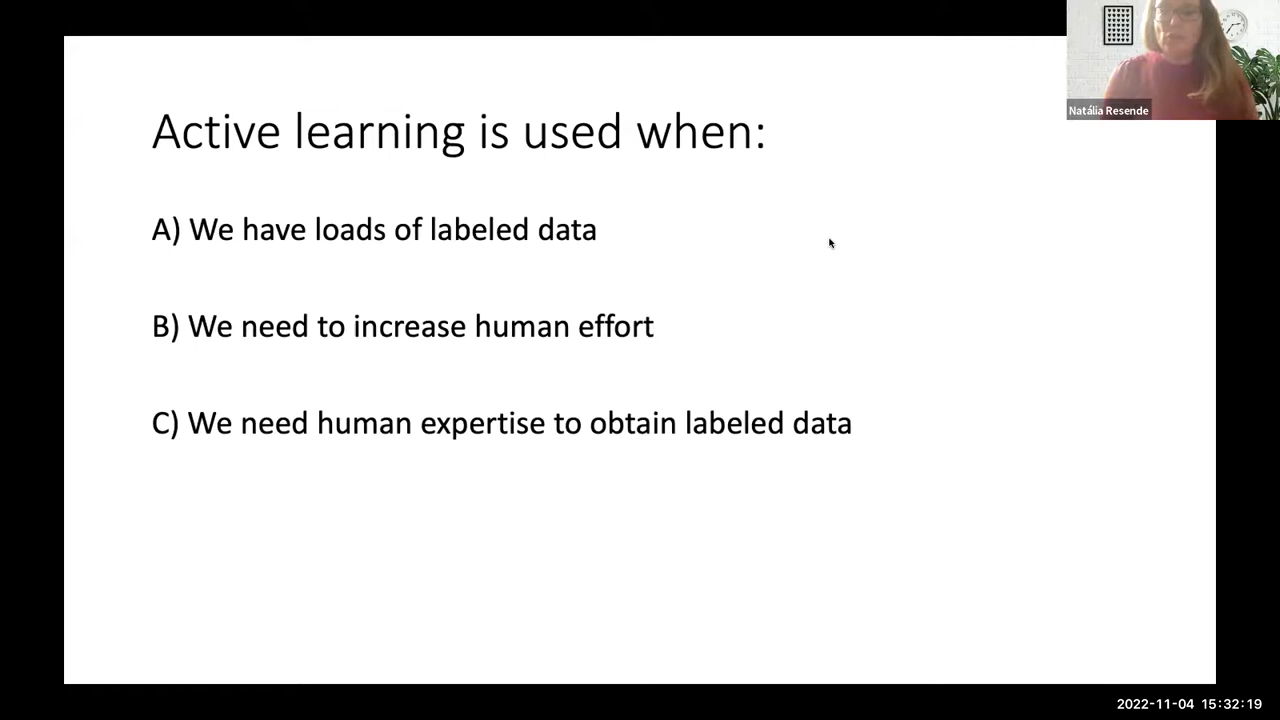 Natália Resende
Active learning is used when:
A) We have loads of labeled data
B) We need to increase human effort
C) We need human expertise to obtain labeled data
2022-11-04 15:32:19